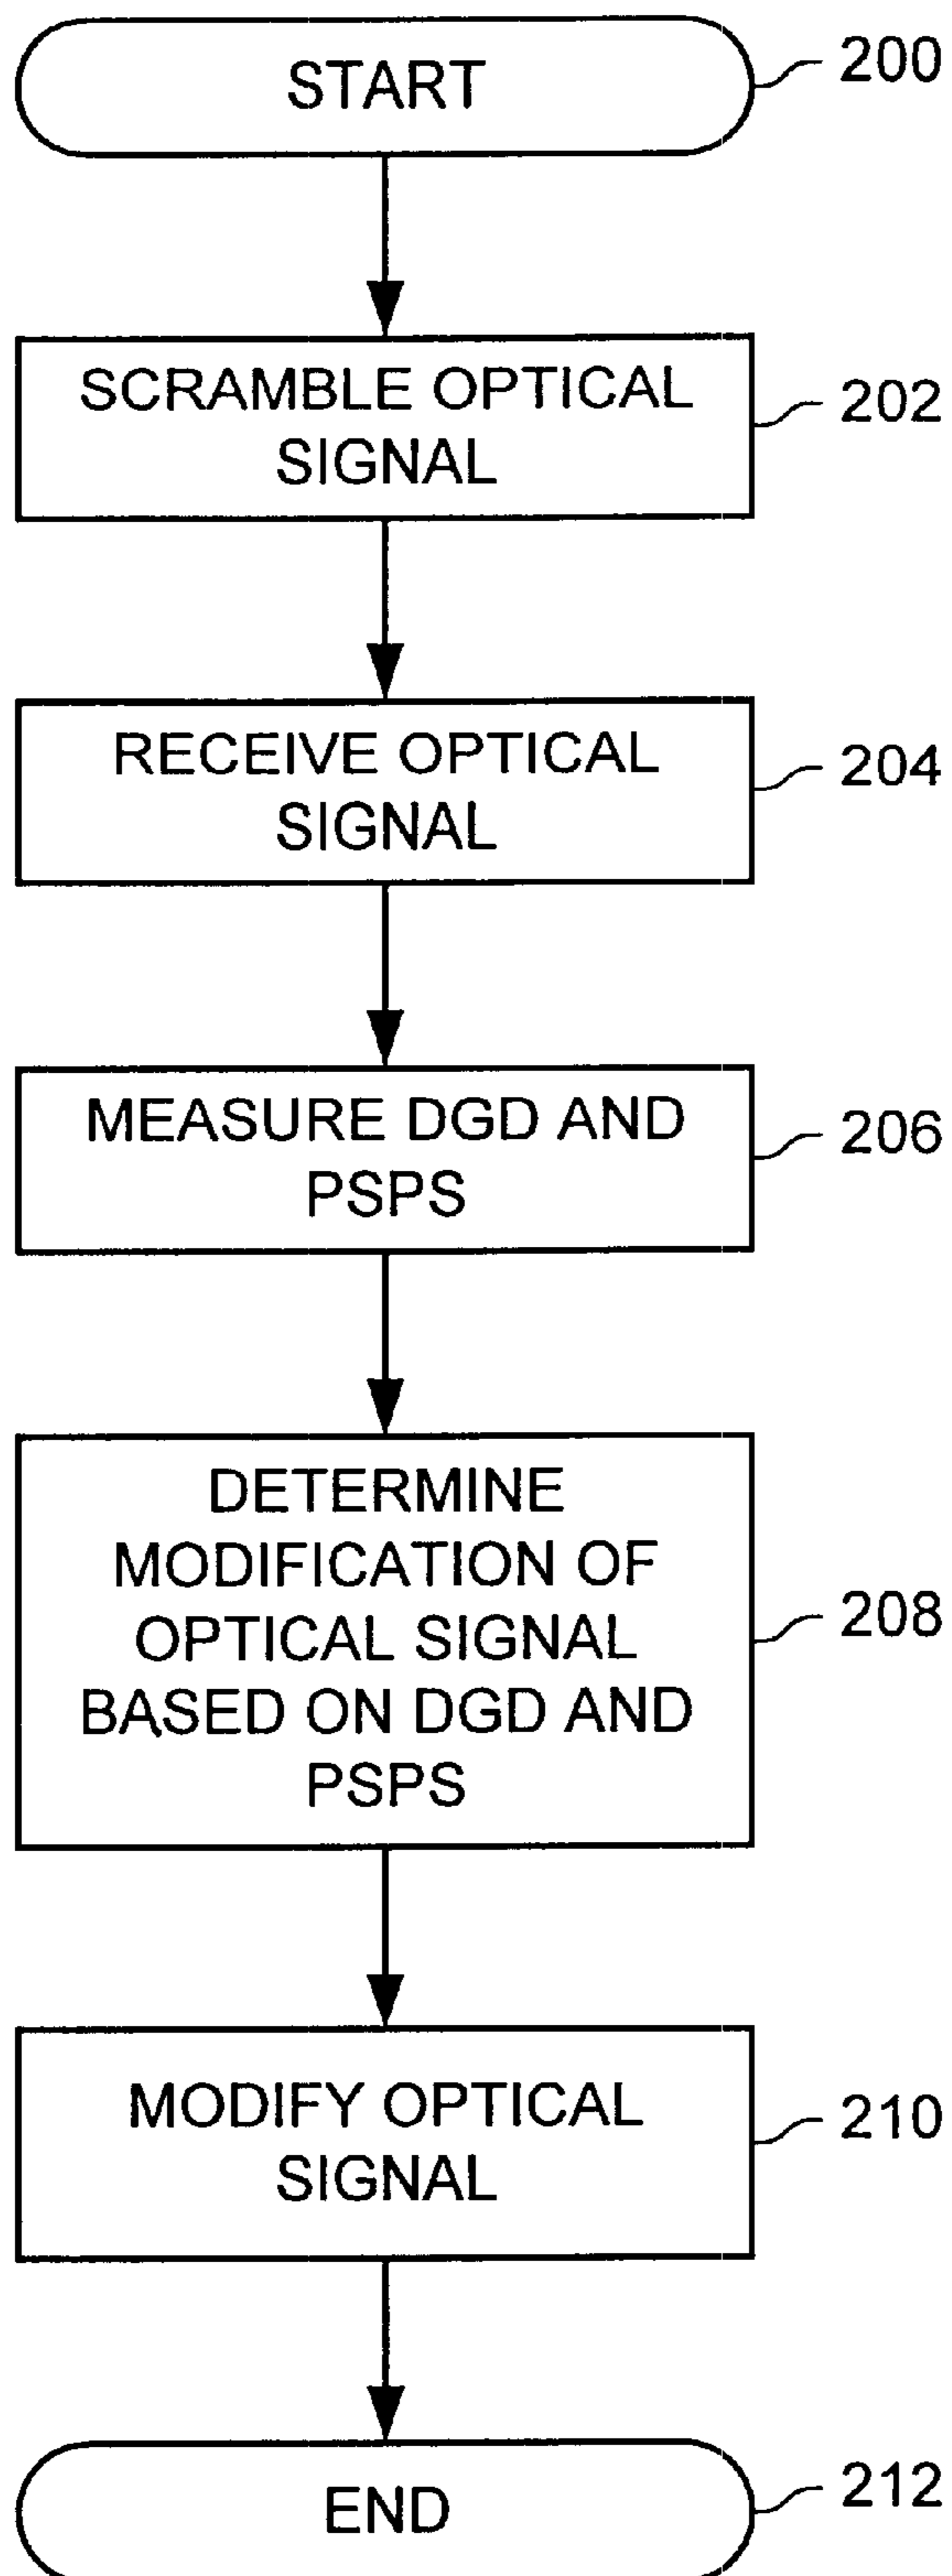 START
200
SCRAMBLE OPTICAL
SIGNAL
202
RECEIVE OPTICAL
SIGNAL
204
MEASURE DGD AND
PSPS
206
DETERMINE
MODIFICATION OF
OPTICAL SIGNAL
BASED ON DGD AND
PSPS
208
MODIFY OPTICAL
SIGNAL
210
END
212